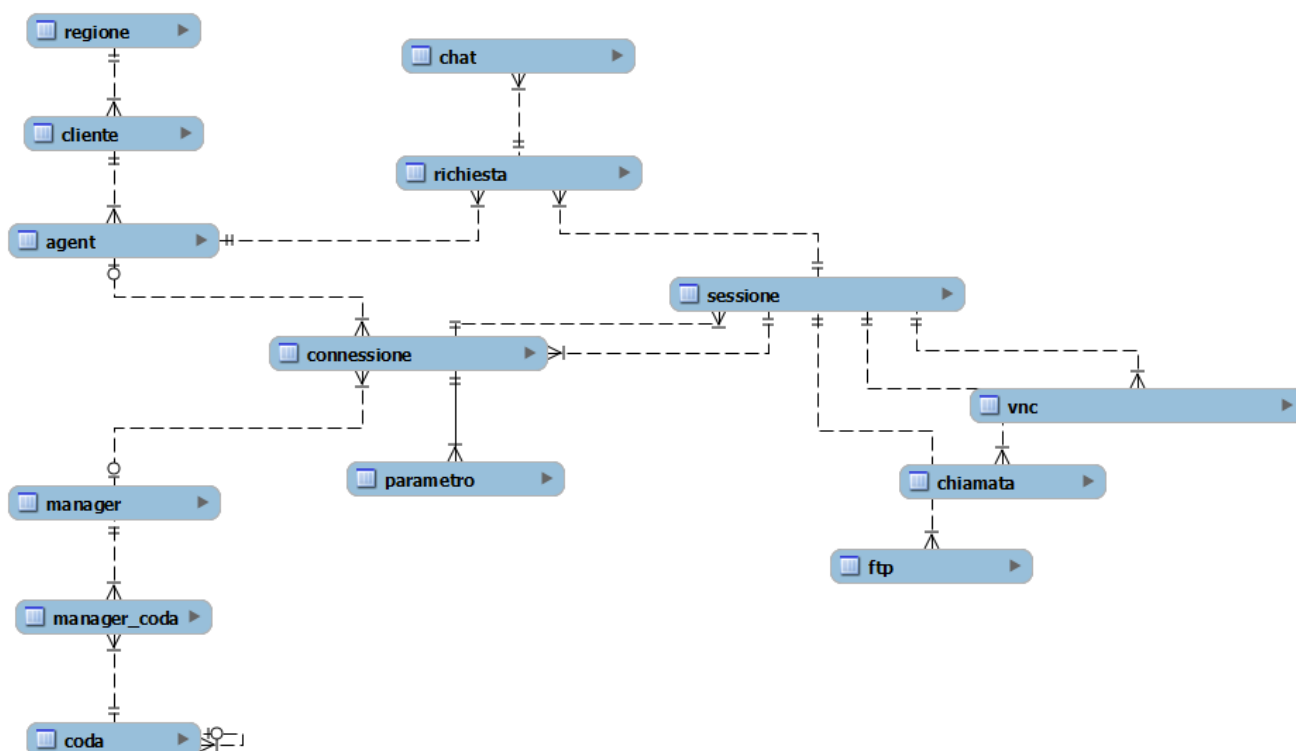 regione
chat
cliente
richiesta
agent
sessione
connessione
vnc
parametro
chiamata
manager
ftp
manager_coda
coda